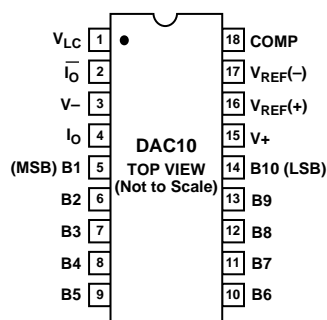 V_LC 1
I̅_O 2
V– 3
I_O 4
(MSB) B1 5
B2 6
B3 7
B4 8
B5 9
DAC10
TOP VIEW
(Not to Scale)
18 COMP
17 V_REF(–)
16 V_REF(+)
15 V+
14 B10 (LSB)
13 B9
12 B8
11 B7
10 B6